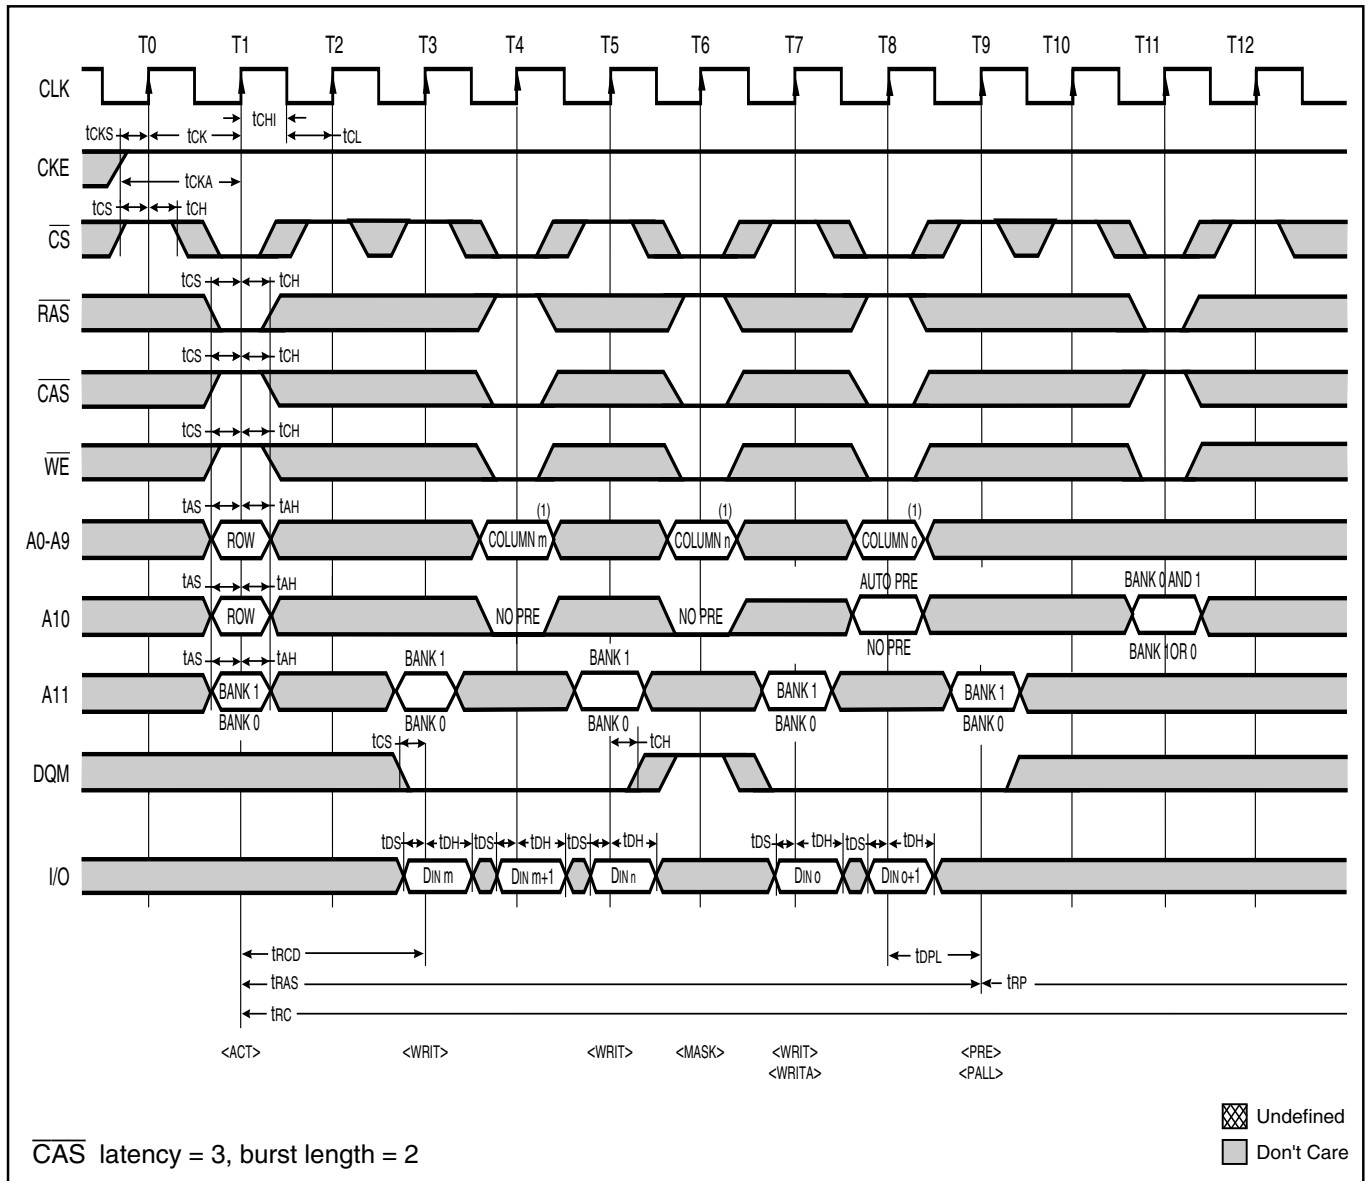 T0 T1 T2 T3 T4 T5 T6 T7 T8 T9 T10 T11 T12
CLK
tCHI
tCKS tCK tCL
CKE
tCKA
tCS tCH
CS
tCS tCH
RAS
tCS tCH
CAS
tCS tCH
WE
tAS tAH (1) (1) (1)
A0-A9 ROW COLUMN m COLUMN n COLUMN o
tAS tAH AUTO PRE BANK 0 AND 1
A10 ROW NO PRE NO PRE
NO PRE BANK 1 OR 0
tAS tAH BANK 1 BANK 1
A11 BANK 1 BANK 1 BANK 1
BANK 0 BANK 0 BANK 0 BANK 0 BANK 0
tCS tCH
DQM
tDS tDH tDS tDH tDS tDH tDS tDH tDS tDH
I/O DIN m DIN m+1 DIN n DIN o DIN o+1
tRCD tDPL
tRAS tRP
tRC
<ACT> <WRIT> <WRIT> <MASK> <WRIT> <PRE>
<WRITA> <PALL>
Undefined
CAS latency = 3, burst length = 2 Don't Care